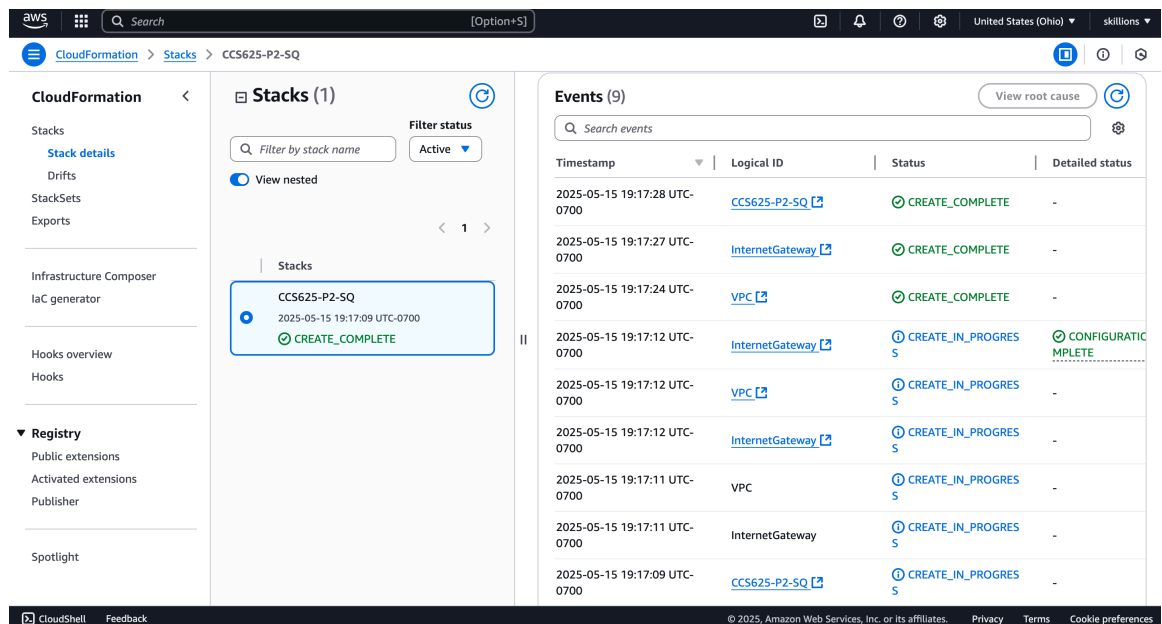 aws
Search [Option+S]
United States (Ohio) ▼ skillions ▼
CloudFormation > Stacks > CCS625-P2-SQ
CloudFormation
Stacks
Stack details
Drifts
StackSets
Exports
Infrastructure Composer
IaC generator
Hooks overview
Hooks
Registry
Public extensions
Activated extensions
Publisher
Spotlight
Stacks (1)
Filter status
Filter by stack name
Active
View nested
1
Stacks
CCS625-P2-SQ
2025-05-15 19:17:09 UTC-0700
CREATE_COMPLETE
Events (9)
View root cause
Search events
Timestamp Logical ID Status Detailed status
2025-05-15 19:17:28 UTC-
0700
CCS625-P2-SQ
CREATE_COMPLETE
-
2025-05-15 19:17:27 UTC-
0700
InternetGateway
CREATE_COMPLETE
-
2025-05-15 19:17:24 UTC-
0700
VPC
CREATE_COMPLETE
-
2025-05-15 19:17:12 UTC-
0700
InternetGateway
CREATE_IN_PROGRES
S
CONFIGURATIC
MPLETE
2025-05-15 19:17:12 UTC-
0700
VPC
CREATE_IN_PROGRES
S
-
2025-05-15 19:17:12 UTC-
0700
InternetGateway
CREATE_IN_PROGRES
S
-
2025-05-15 19:17:11 UTC-
0700
VPC
CREATE_IN_PROGRES
S
-
2025-05-15 19:17:11 UTC-
0700
InternetGateway
CREATE_IN_PROGRES
S
-
2025-05-15 19:17:09 UTC-
0700
CCS625-P2-SQ
CREATE_IN_PROGRES
S
-
CloudShell Feedback © 2025, Amazon Web Services, Inc. or its affiliates. Privacy Terms Cookie preferences